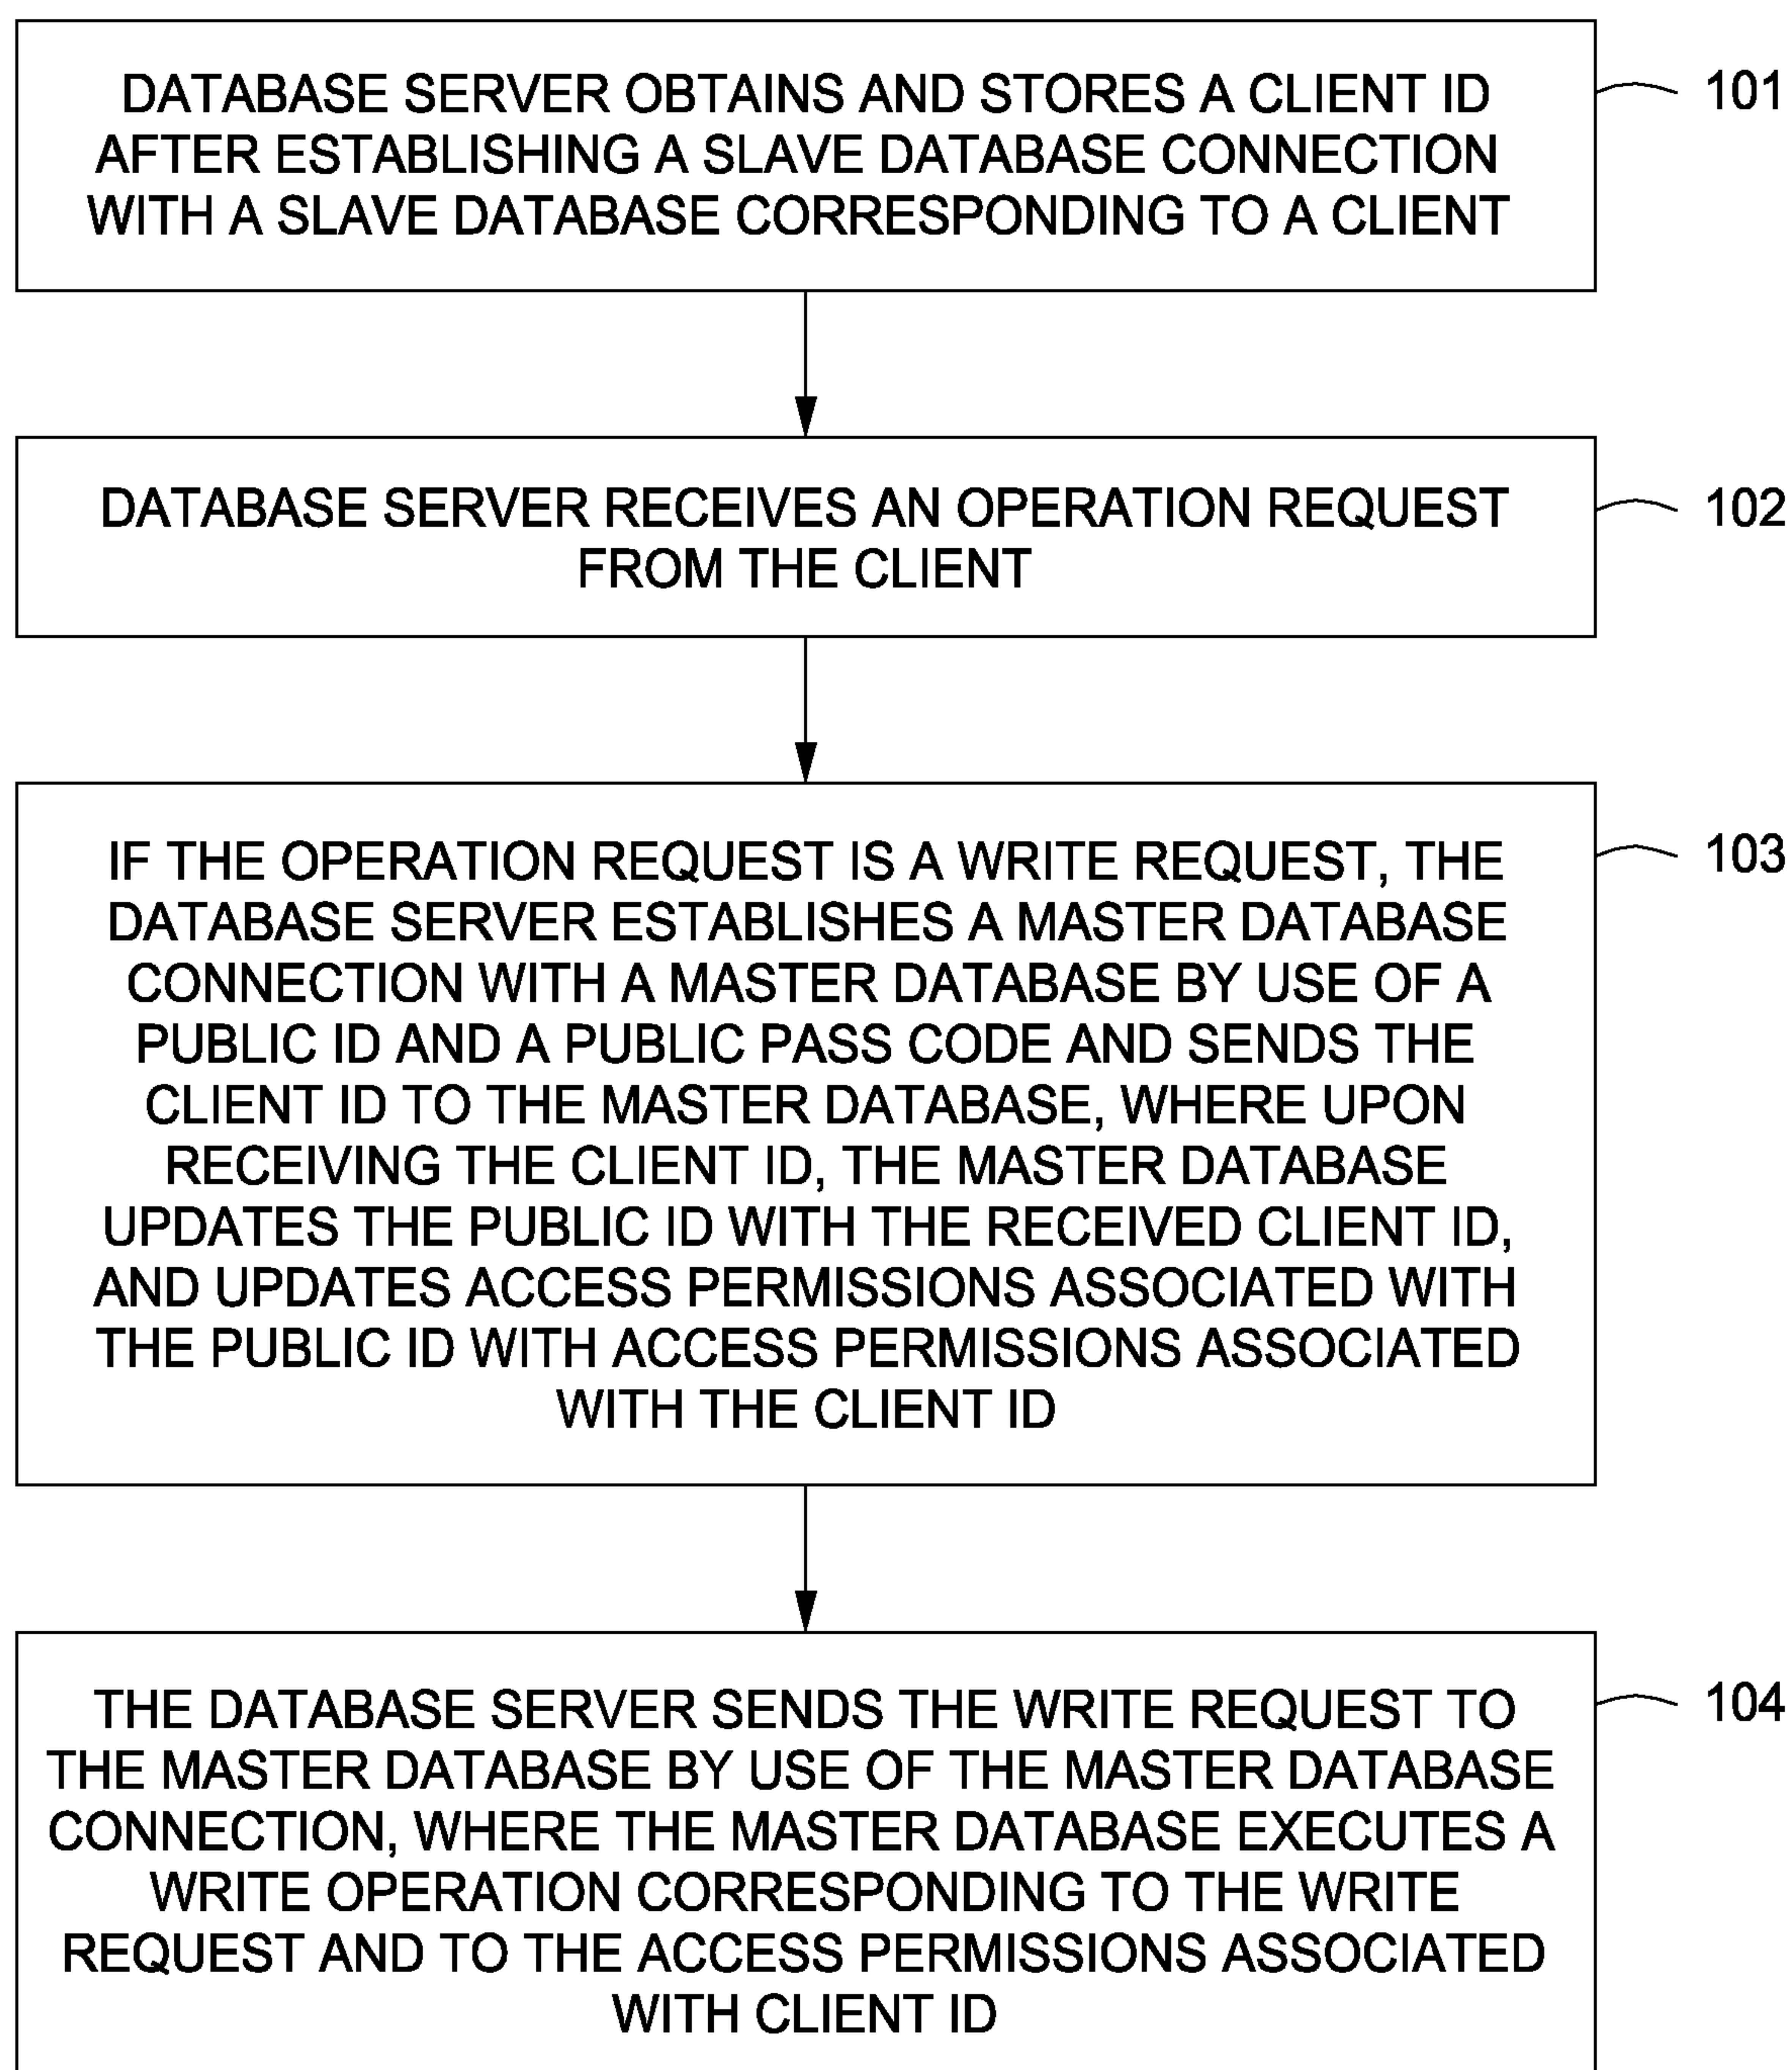 DATABASE SERVER OBTAINS AND STORES A CLIENT ID
AFTER ESTABLISHING A SLAVE DATABASE CONNECTION
WITH A SLAVE DATABASE CORRESPONDING TO A CLIENT
101
DATABASE SERVER RECEIVES AN OPERATION REQUEST
FROM THE CLIENT
102
IF THE OPERATION REQUEST IS A WRITE REQUEST, THE
DATABASE SERVER ESTABLISHES A MASTER DATABASE
CONNECTION WITH A MASTER DATABASE BY USE OF A
PUBLIC ID AND A PUBLIC PASS CODE AND SENDS THE
CLIENT ID TO THE MASTER DATABASE, WHERE UPON
RECEIVING THE CLIENT ID, THE MASTER DATABASE
UPDATES THE PUBLIC ID WITH THE RECEIVED CLIENT ID,
AND UPDATES ACCESS PERMISSIONS ASSOCIATED WITH
THE PUBLIC ID WITH ACCESS PERMISSIONS ASSOCIATED
WITH THE CLIENT ID
103
THE DATABASE SERVER SENDS THE WRITE REQUEST TO
THE MASTER DATABASE BY USE OF THE MASTER DATABASE
CONNECTION, WHERE THE MASTER DATABASE EXECUTES A
WRITE OPERATION CORRESPONDING TO THE WRITE
REQUEST AND TO THE ACCESS PERMISSIONS ASSOCIATED
WITH CLIENT ID
104